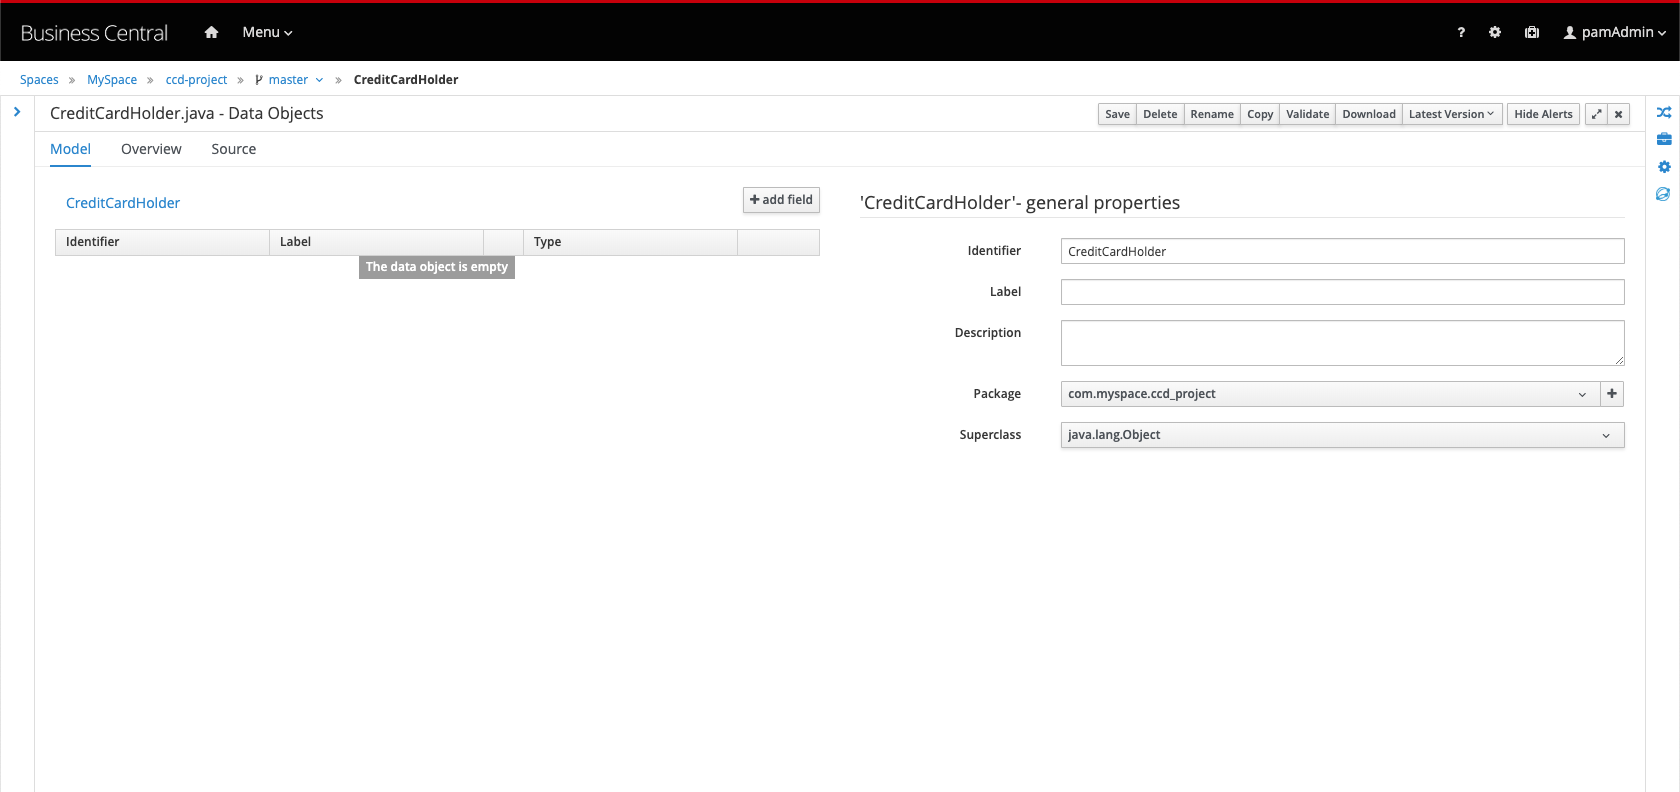 Business Central Menu ? pamAdmin
Spaces » MySpace » ccd-project » master » CreditCardHolder
CreditCardHolder.java - Data Objects Save Delete Rename Copy Validate Download Latest Version Hide Alerts
Model Overview Source
CreditCardHolder + add field
Identifier Label Type
The data object is empty
'CreditCardHolder'- general properties
Identifier CreditCardHolder
Label
Description
Package com.myspace.ccd_project +
Superclass java.lang.Object